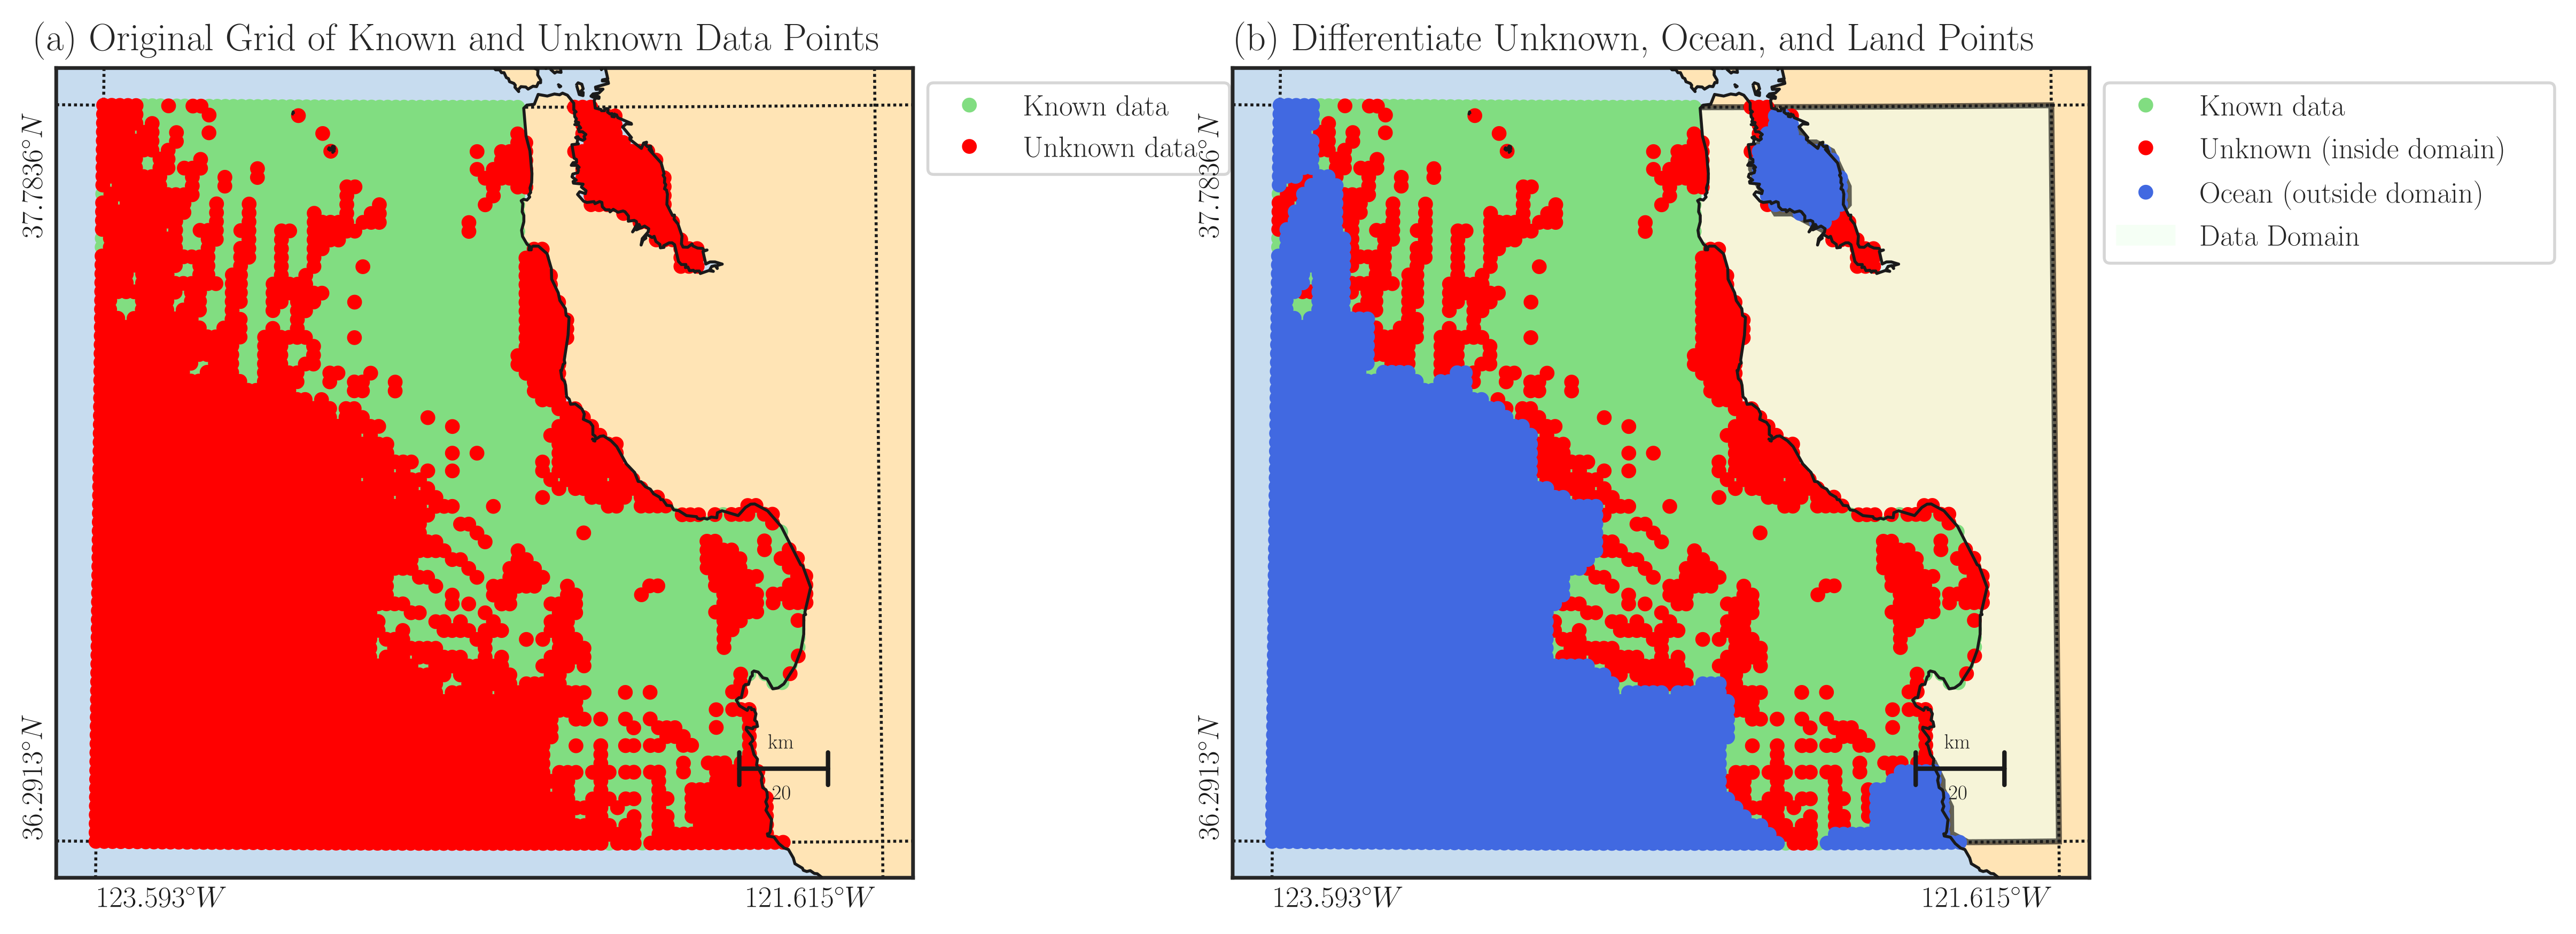 (a) Original Grid of Known and Unknown Data Points
37.7836°N
36.2913°N
123.593°W
121.615°W
km
20
Known data
Unknown data
(b) Differentiate Unknown, Ocean, and Land Points
37.7836°N
36.2913°N
123.593°W
121.615°W
km
20
Known data
Unknown (inside domain)
Ocean (outside domain)
Data Domain